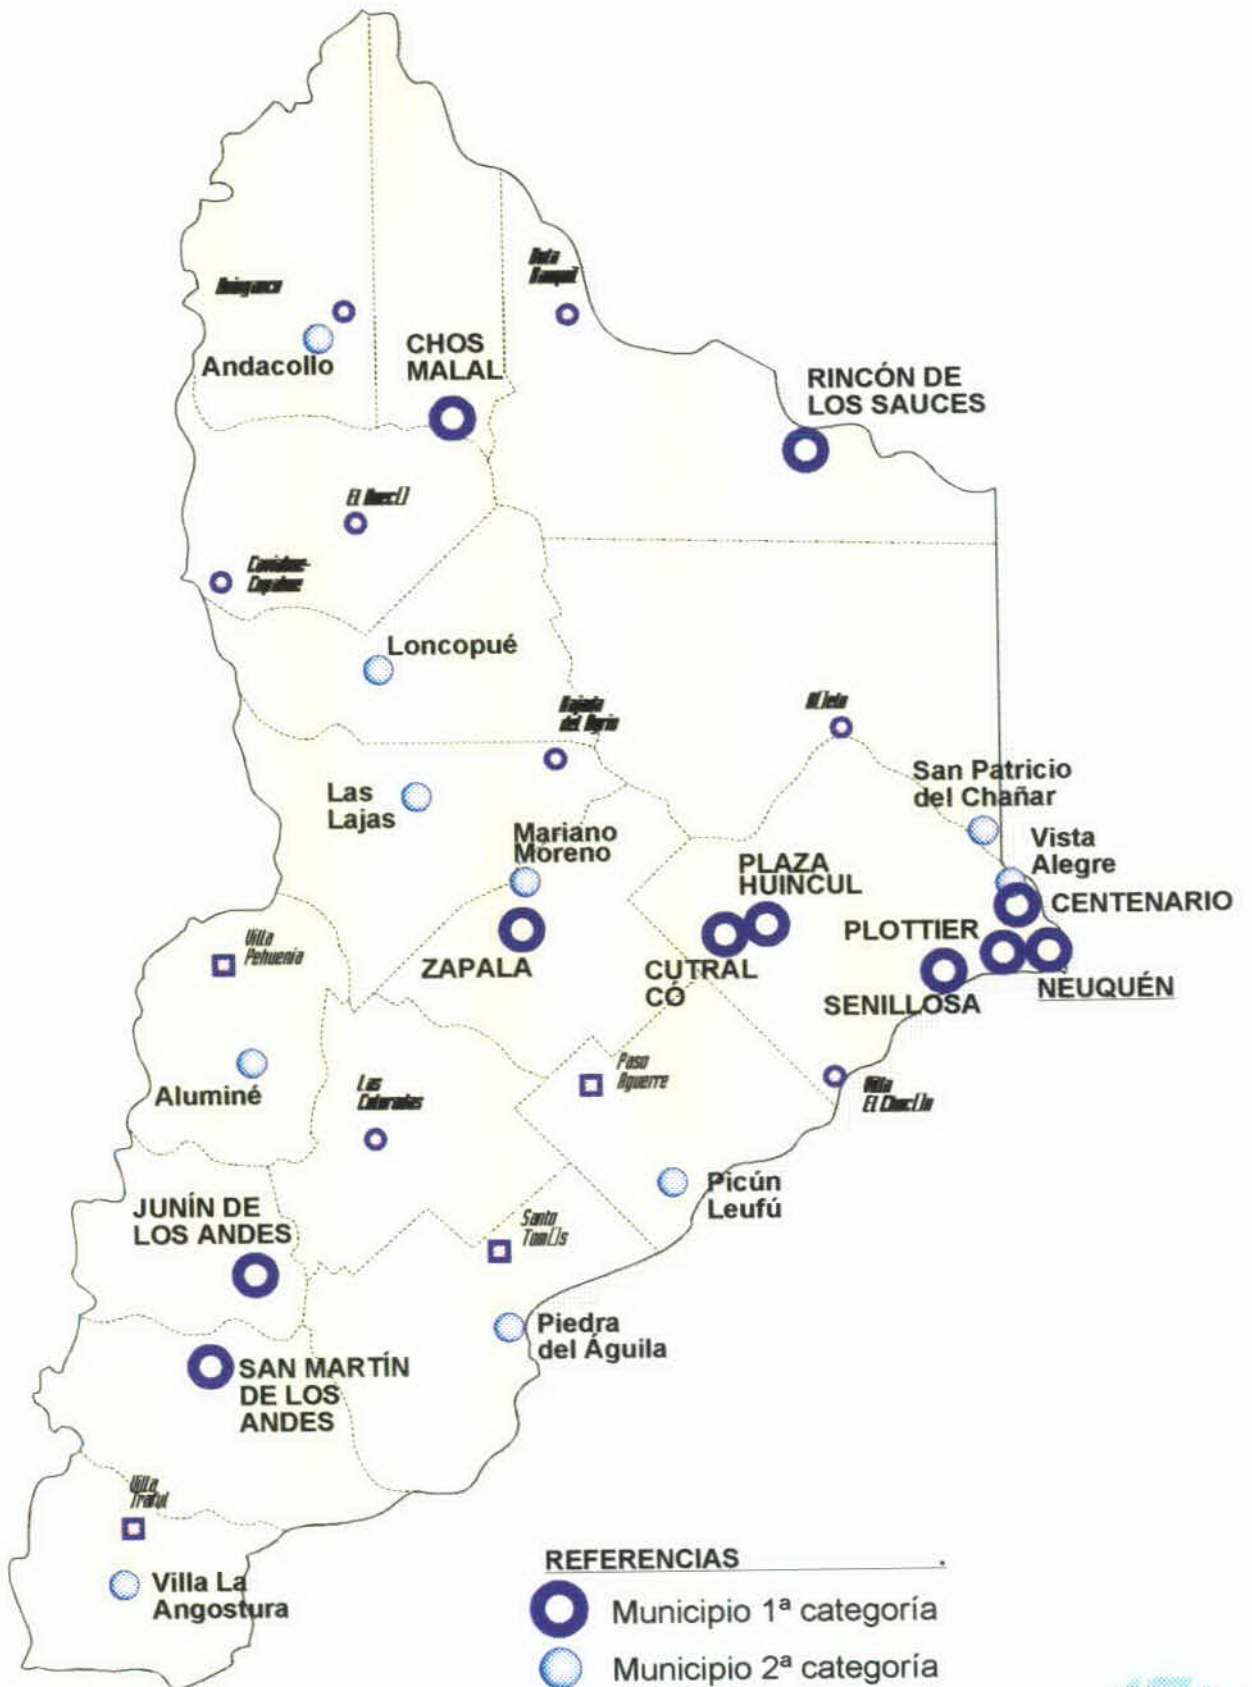 Andacollo
CHOS
MALAL
RINCÓN DE
LOS SAUCES
Loncopué
San Patricio
del Chañar
Las
Lajas
Mariano
Moreno
Vista
Alegre
PLAZA
HUINCUL
CENTENARIO
PLOTTIER
Villa
Pehuenia
ZAPALA
CUTRAL
CÓ
NEUQUÉN
SENILLOSA
Paso
Aguerre
Aluminé
Las
Coloradas
Villa
Picún
Leufú
JUNÍN DE
LOS ANDES
Santo
Piedra
del Águila
SAN MARTÍN
DE LOS
ANDES
Villa
Traful
Villa La
Angostura
REFERENCIAS
Municipio 1ª categoría
Municipio 2ª categoría